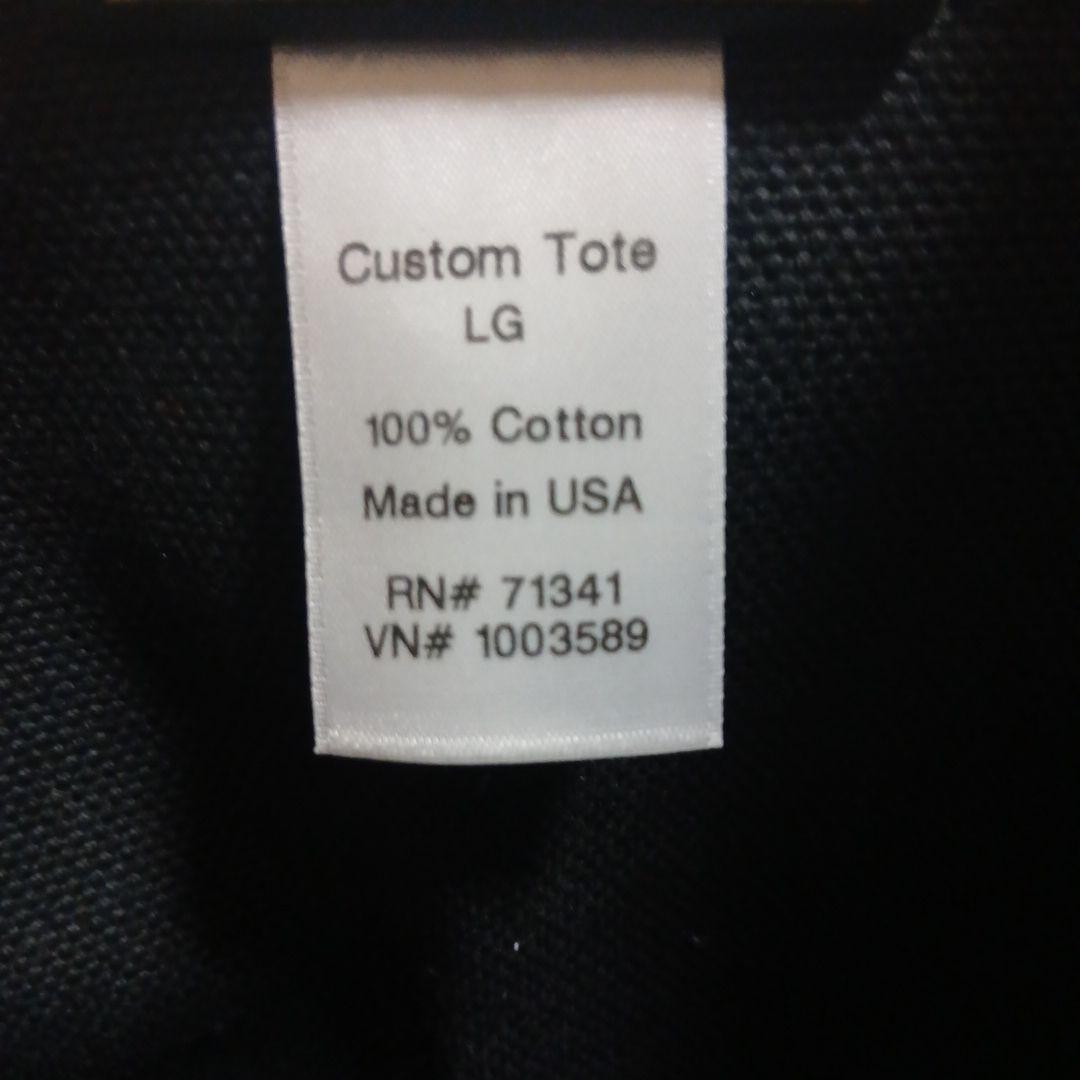 Custom Tote
LG
100% Cotton
Made in USA
RN# 71341
VN# 1003589